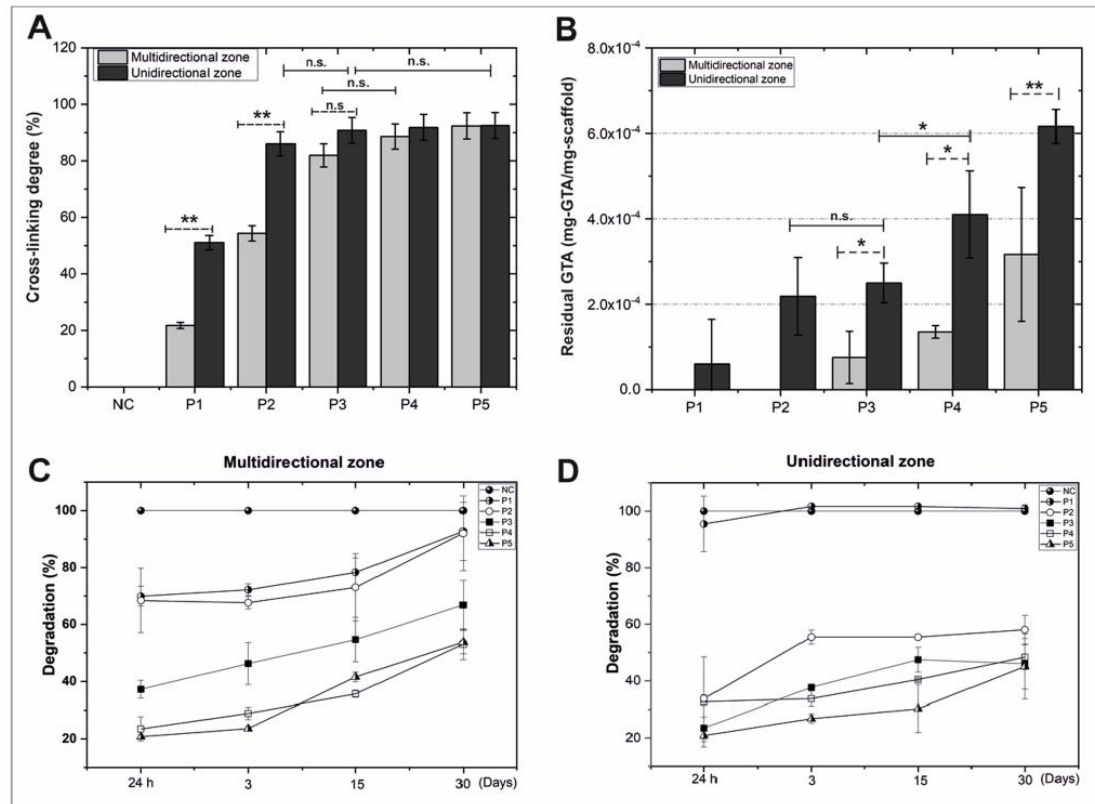 A
Cross-linking degree (%)
120
100
80
60
40
20
0
Multidirectional zone
Unidirectional zone
**
**
n.s
n.s.
n.s.
n.s.
NC P1 P2 P3 P4 P5
B
Residual GTA (mg-GTA/mg-scaffold)
8.0x10⁻⁴
6.0x10⁻⁴
4.0x10⁻⁴
2.0x10⁻⁴
0.0
Multidirectional zone
Unidirectional zone
n.s.
*
*
*
**
P1 P2 P3 P4 P5
C
Multidirectional zone
Degradation (%)
100
80
60
40
20
NC
P1
P2
P3
P4
P5
24 h 3 15 30 (Days)
D
Unidirectional zone
Degradation (%)
100
80
60
40
20
NC
P1
P2
P3
P4
P5
24 h 3 15 30 (Days)